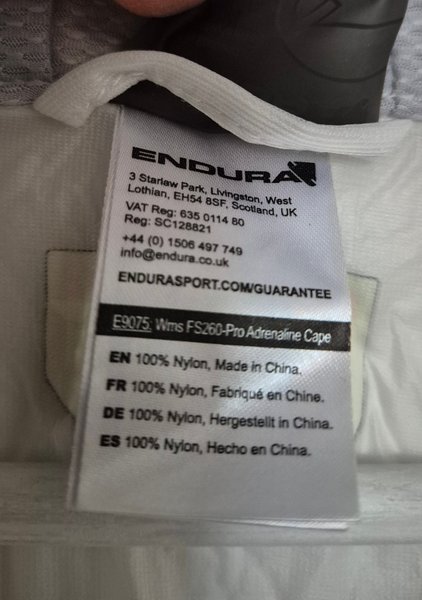 ENDURA
3 Starlaw Park, Livingston, West
Lothian, EH54 8SF, Scotland, UK
VAT Reg: 635 0114 80
Reg: SC128821
+44 (0) 1506 497 749
info@endura.co.uk
ENDURASPORT.COM/GUARANTEE
E9075: Wms FS260-Pro Adrenaline Cape
EN 100% Nylon, Made in China.
FR 100% Nylon, Fabriqué en Chine.
DE 100% Nylon, Hergestellt in China.
ES 100% Nylon, Hecho en China.